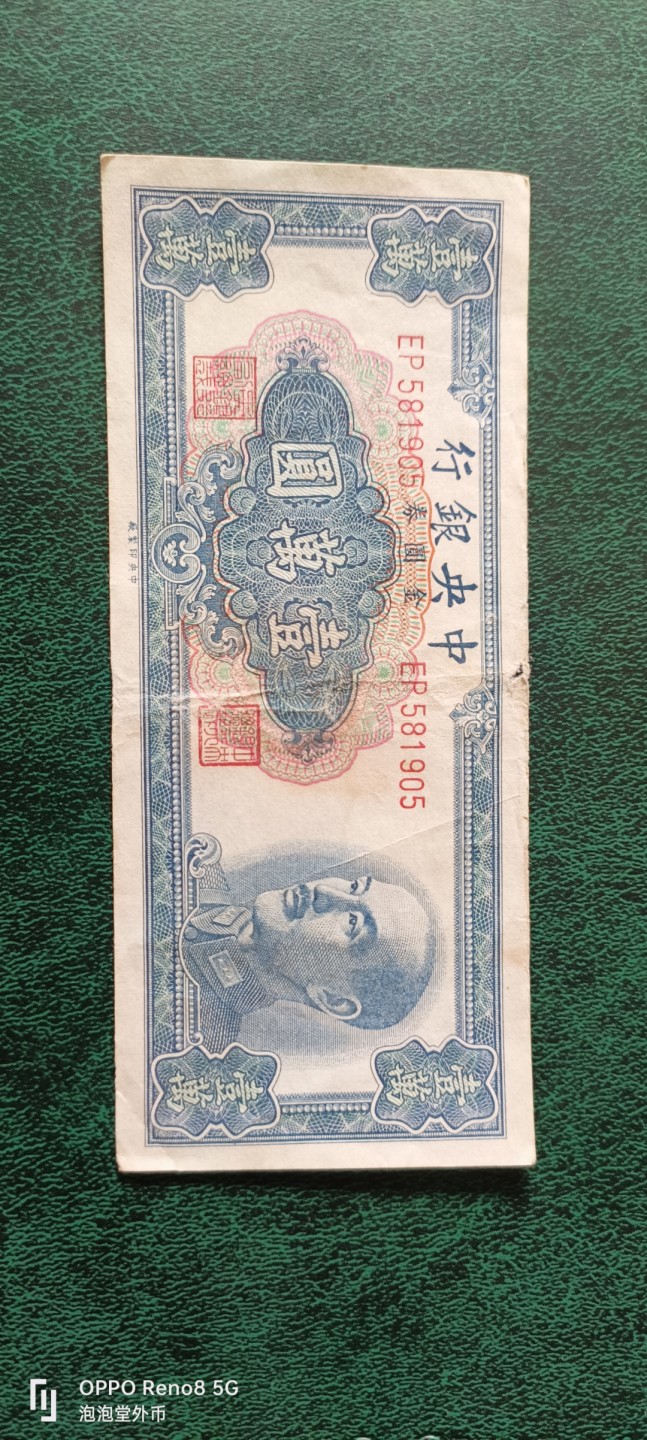 壹萬
壹萬
中央銀行
EP581905
金圓券
EP581905
壹萬圓
壹萬
壹萬
中央印製廠
OPPO Reno8 5G
泡泡堂外币